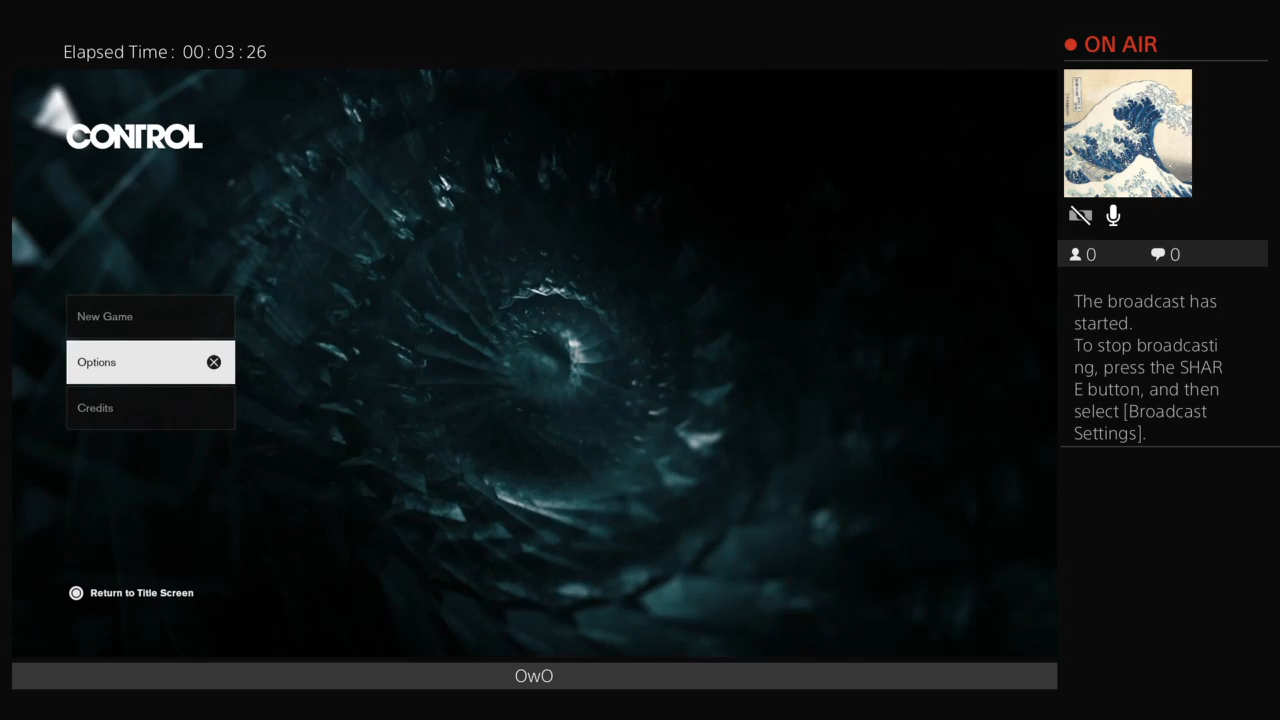 Elapsed Time: 00:03:26
ON AIR
CONTROL
0 0
New Game
Options
Credits
The broadcast has
started.
To stop broadcasti
ng, press the SHAR
E button, and then
select [Broadcast
Settings].
Return to Title Screen
OwO